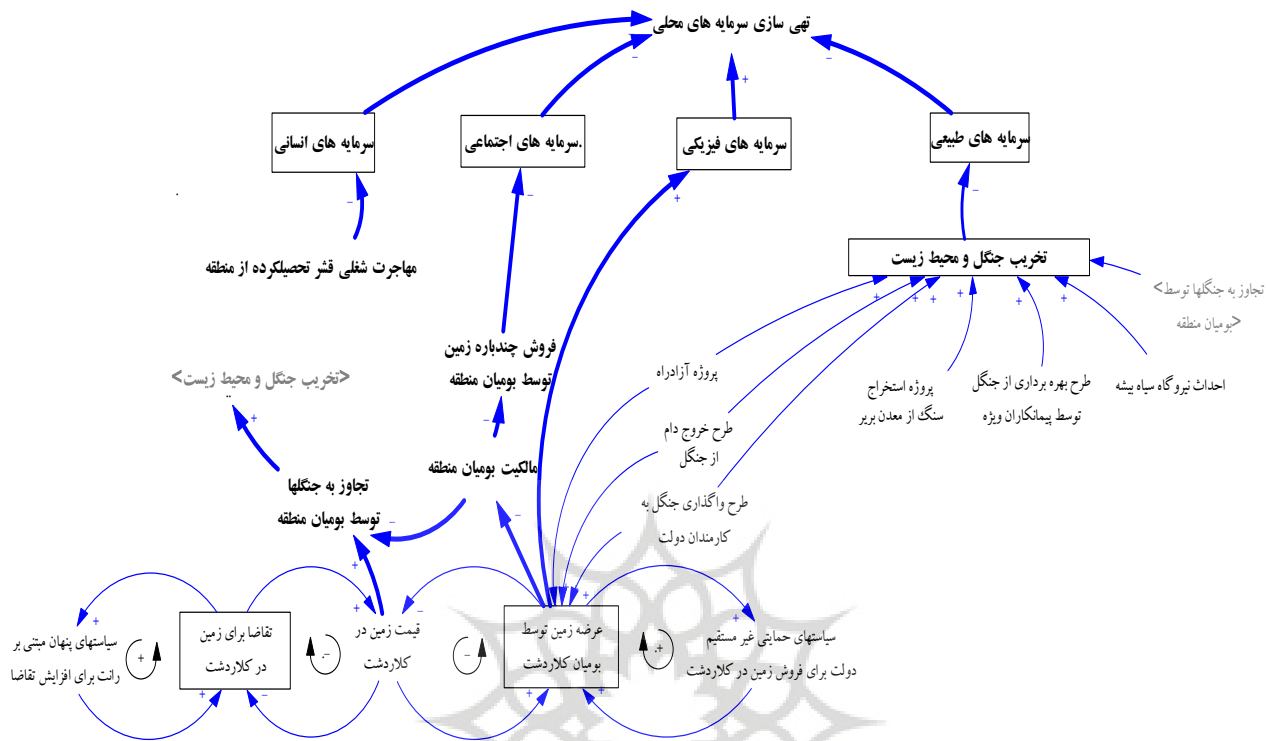 تهی سازی سرمایه های محلی
سرمایه های انسانی
سرمایه های اجتماعی.
سرمایه های فیزیکی
سرمایه های طبیعی
مهاجرت شغلی قشر تحصیلکرده از منطقه
تخریب جنگل و محیط زیست
<تجاوز به جنگلها توسط
بومیان منطقه>
فروش چندباره زمین
توسط بومیان منطقه
<تخریب جنگل و محیط زیست>
پروژه آزادراه
طرح خروج دام
از جنگل
طرح واگذاری جنگل به
کارمندان دولت
پروژه استخراج
سنگ از معدن بریر
طرح بهره برداری از جنگل
توسط پیمانکاران ویژه
احداث نیروگاه سیاه بیشه
مالکیت بومیان منطقه
تجاوز به جنگلها
توسط بومیان منطقه
سیاستهای پنهان مبتنی بر
رانت برای افزایش تقاضا
تقاضا برای زمین
در کلاردشت
قیمت زمین در
کلاردشت
عرضه زمین توسط
بومیان کلاردشت
سیاستهای حمایتی غیر مستقیم
دولت برای فروش زمین در کلاردشت